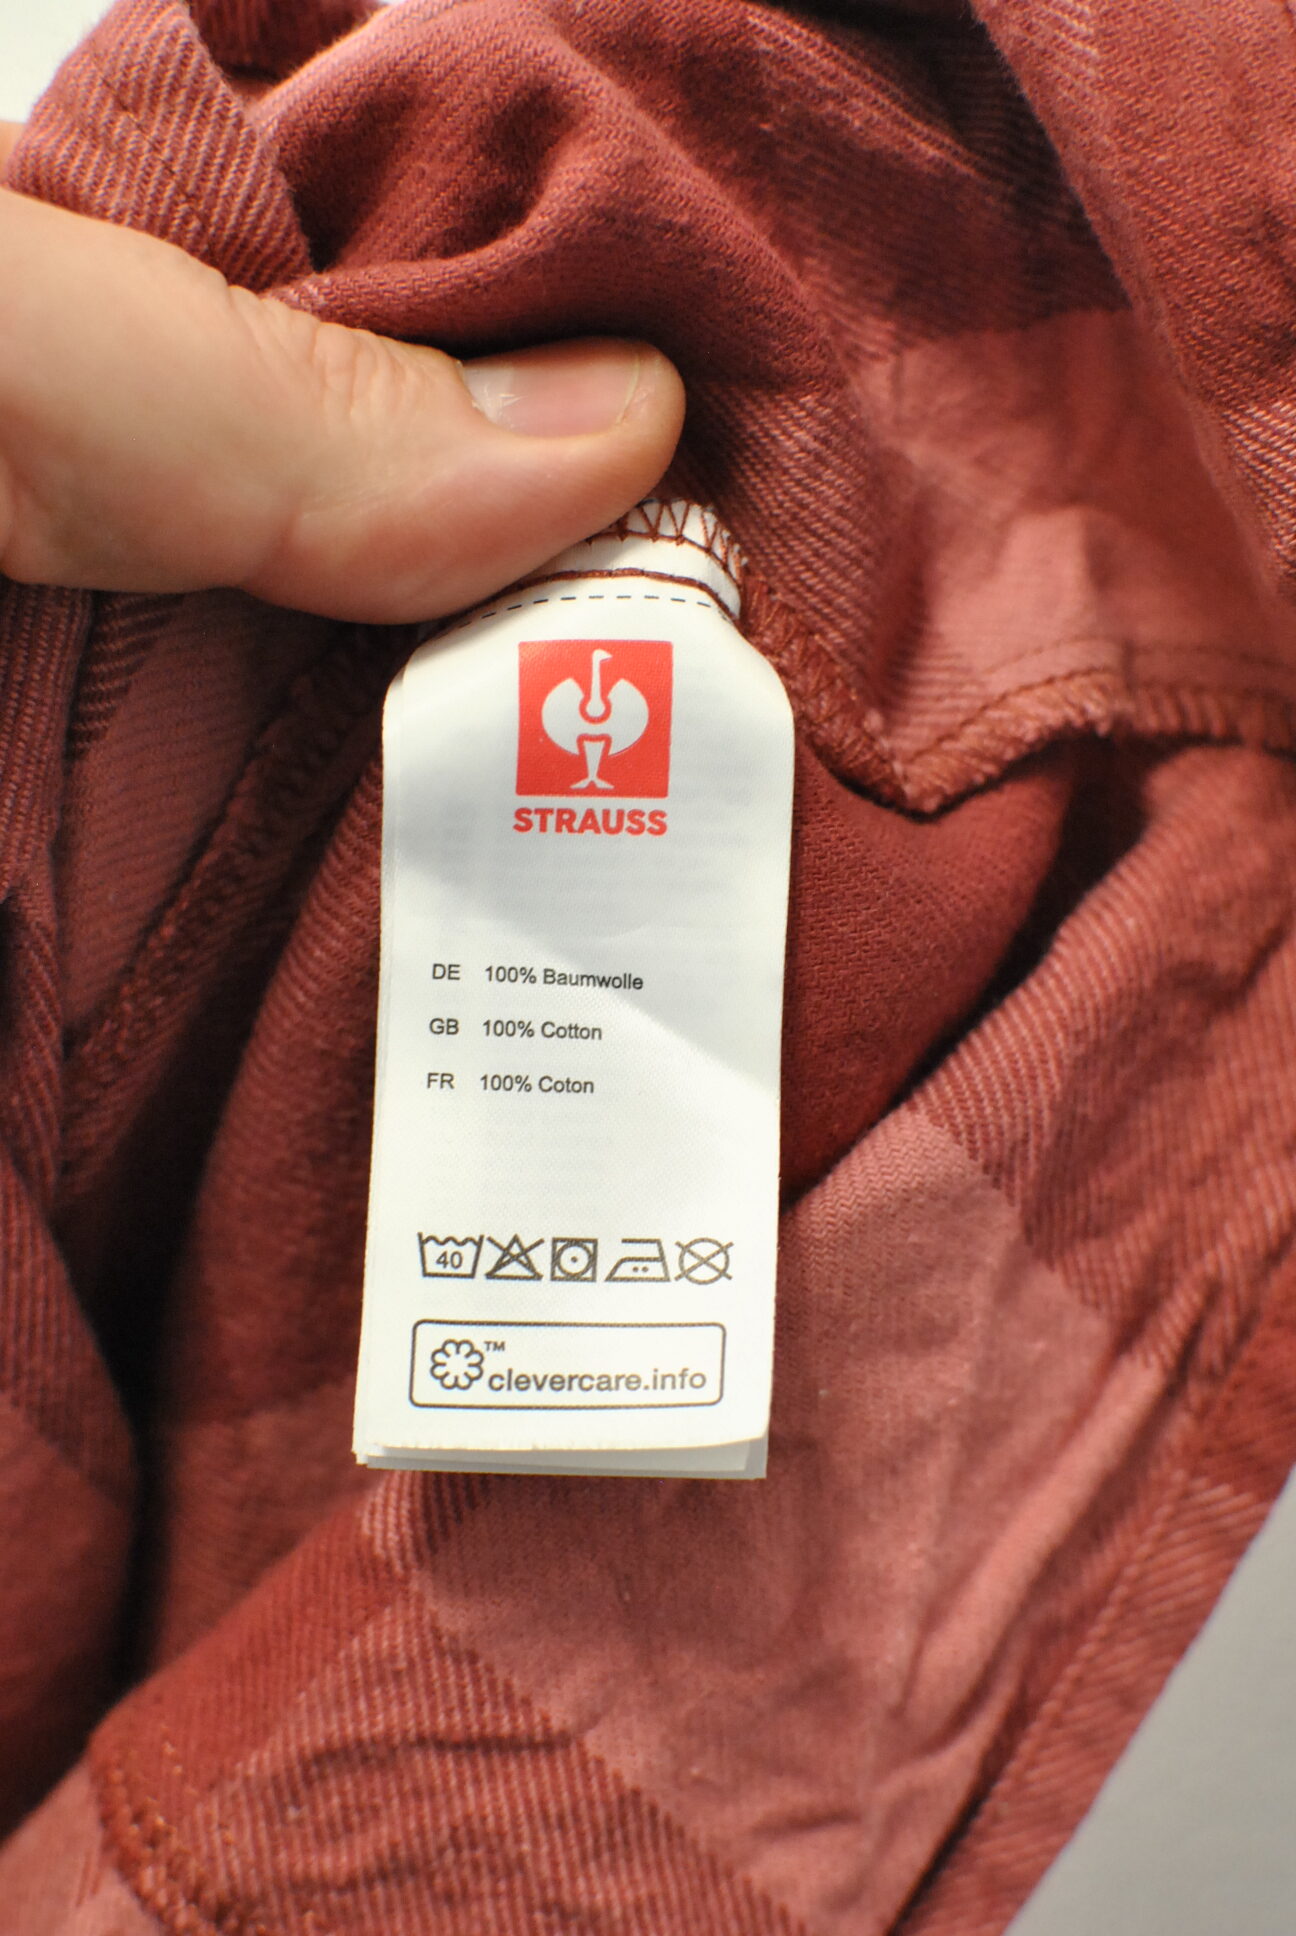 STRAUSS
DE 100% Baumwolle
GB 100% Cotton
FR 100% Coton
40
™
clevercare.info